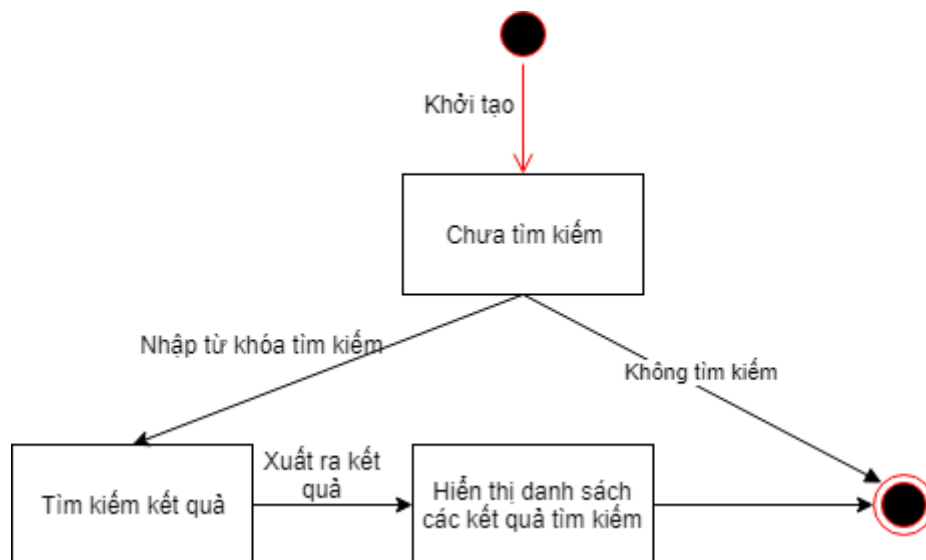 Khởi tạo
Chưa tìm kiếm
Nhập từ khóa tìm kiếm
Không tìm kiếm
Xuất ra kết
quả
Tìm kiếm kết quả
Hiển thị danh sách
các kết quả tìm kiếm